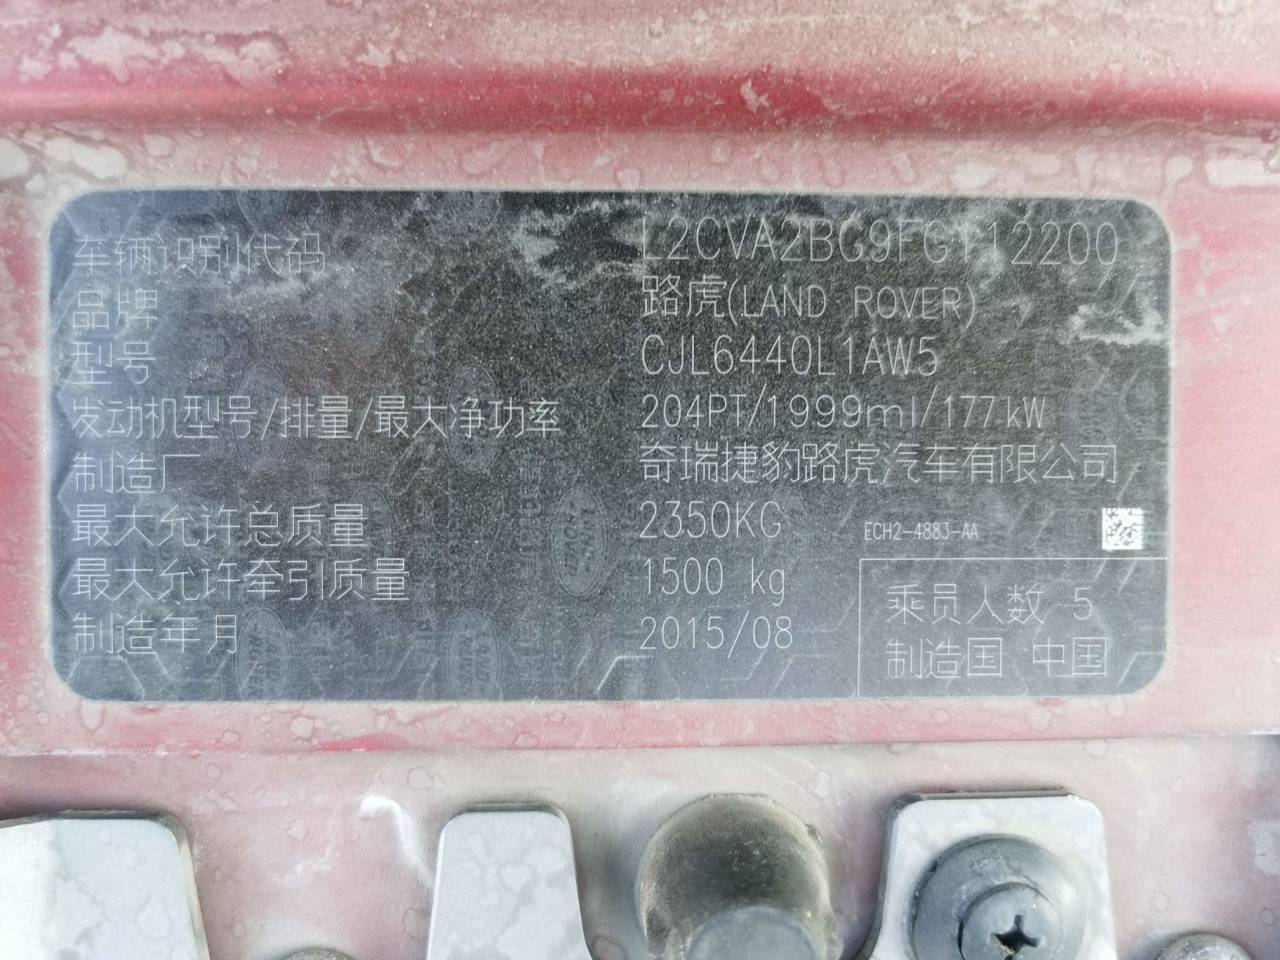 车辆识别代码 L2CVA2BG9FG112200
品牌 路虎(LAND ROVER)
型号 CJL6440L1AW5
发动机型号/排量/最大净功率 204PT/1999ml/177kW
制造厂 奇瑞捷豹路虎汽车有限公司
最大允许总质量 2350KG
ECH2-4883-AA
最大允许牵引质量 1500 kg
制造年月 2015/08
乘员人数 5
制造国 中国